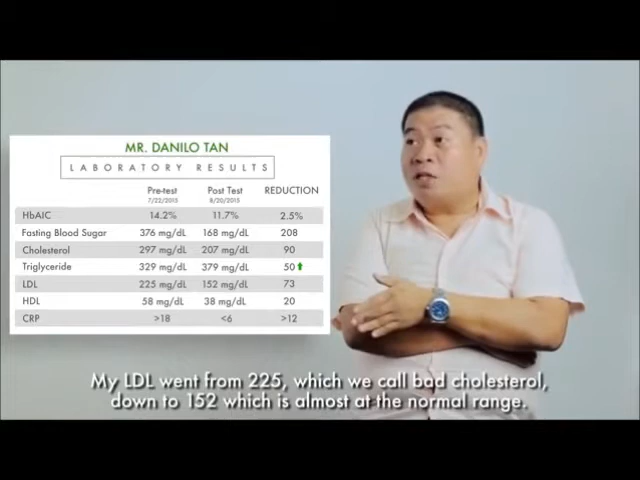 MR. DANILO TAN
LABORATORY RESULTS
Pre-test Post Test REDUCTION
7/22/2015 8/20/2015
HbAIC 14.2% 11.7% 2.5%
Fasting Blood Sugar 376 mg/dL 168 mg/dL 208
Cholesterol 297 mg/dL 207 mg/dL 90
Triglyceride 329 mg/dL 379 mg/dL 50
LDL 225 mg/dL 152 mg/dL 73
HDL 58 mg/dL 38 mg/dL 20
CRP >18 <6 >12
My LDL went from 225, which we call bad cholesterol,
down to 152 which is almost at the normal range.